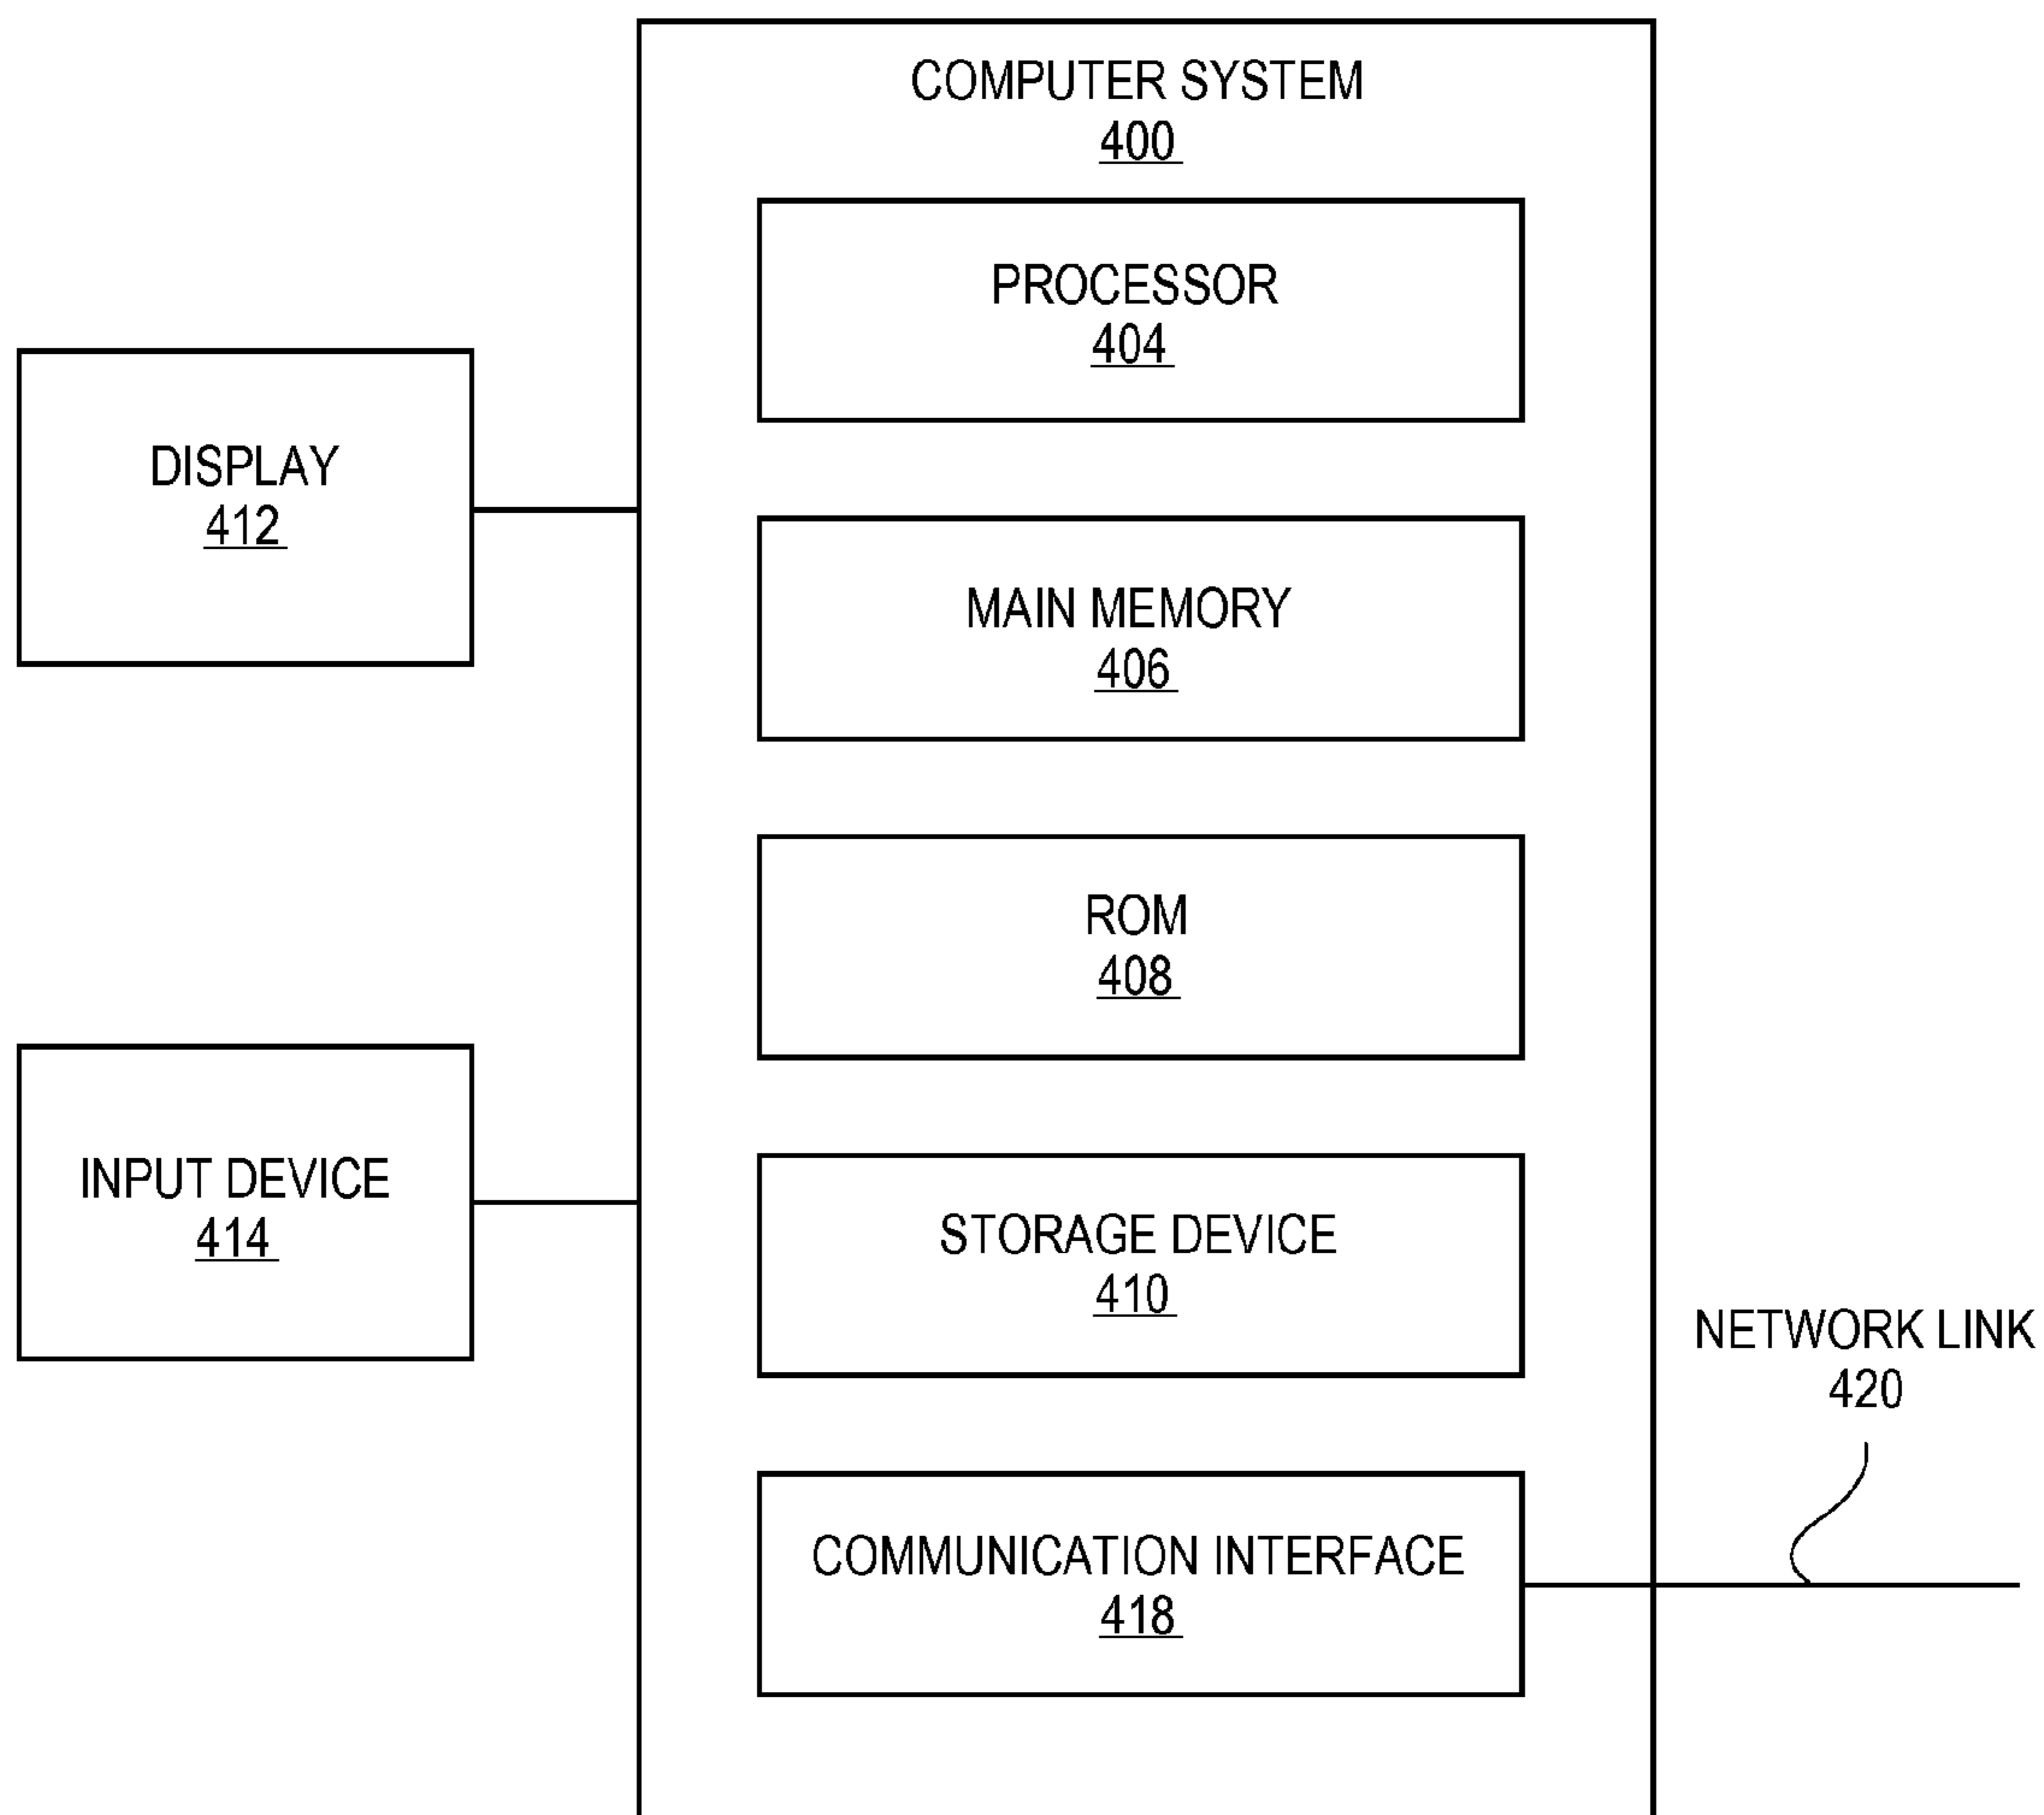 COMPUTER SYSTEM
400
PROCESSOR
404
DISPLAY
412
MAIN MEMORY
406
ROM
408
INPUT DEVICE
414
STORAGE DEVICE
410
NETWORK LINK
420
COMMUNICATION INTERFACE
418